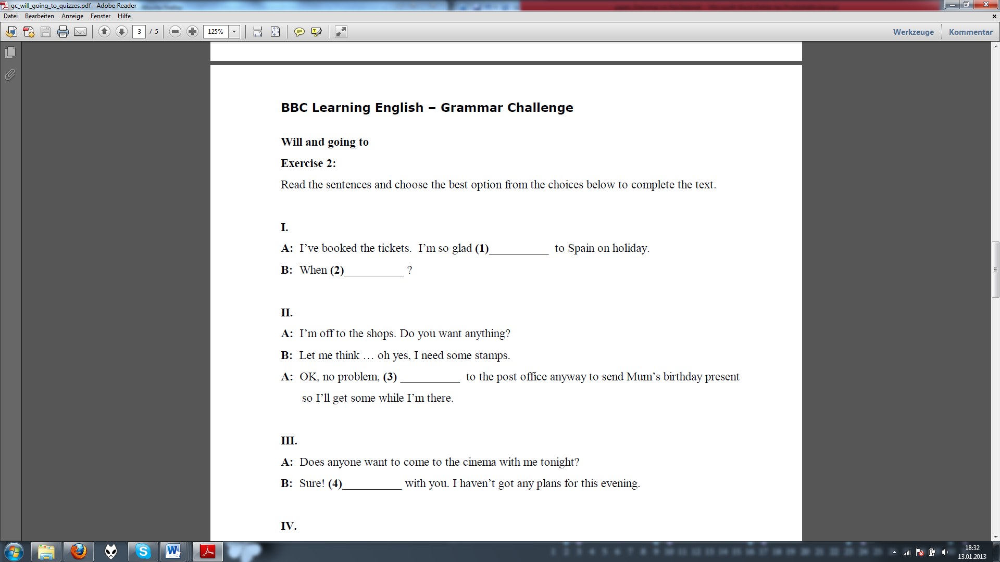 gc_will_going_to_quizzes.pdf - Adobe Reader
Datei Bearbeiten Anzeige Fenster Hilfe
3 / 5 125% Werkzeuge Kommentar
BBC Learning English – Grammar Challenge
Will and going to
Exercise 2:
Read the sentences and choose the best option from the choices below to complete the text.
I.
A: I’ve booked the tickets. I’m so glad (1)__________ to Spain on holiday.
B: When (2)__________ ?
II.
A: I’m off to the shops. Do you want anything?
B: Let me think … oh yes, I need some stamps.
A: OK, no problem, (3) __________ to the post office anyway to send Mum’s birthday present
so I’ll get some while I’m there.
III.
A: Does anyone want to come to the cinema with me tonight?
B: Sure! (4)__________ with you. I haven’t got any plans for this evening.
IV.
18:32
13.01.2013